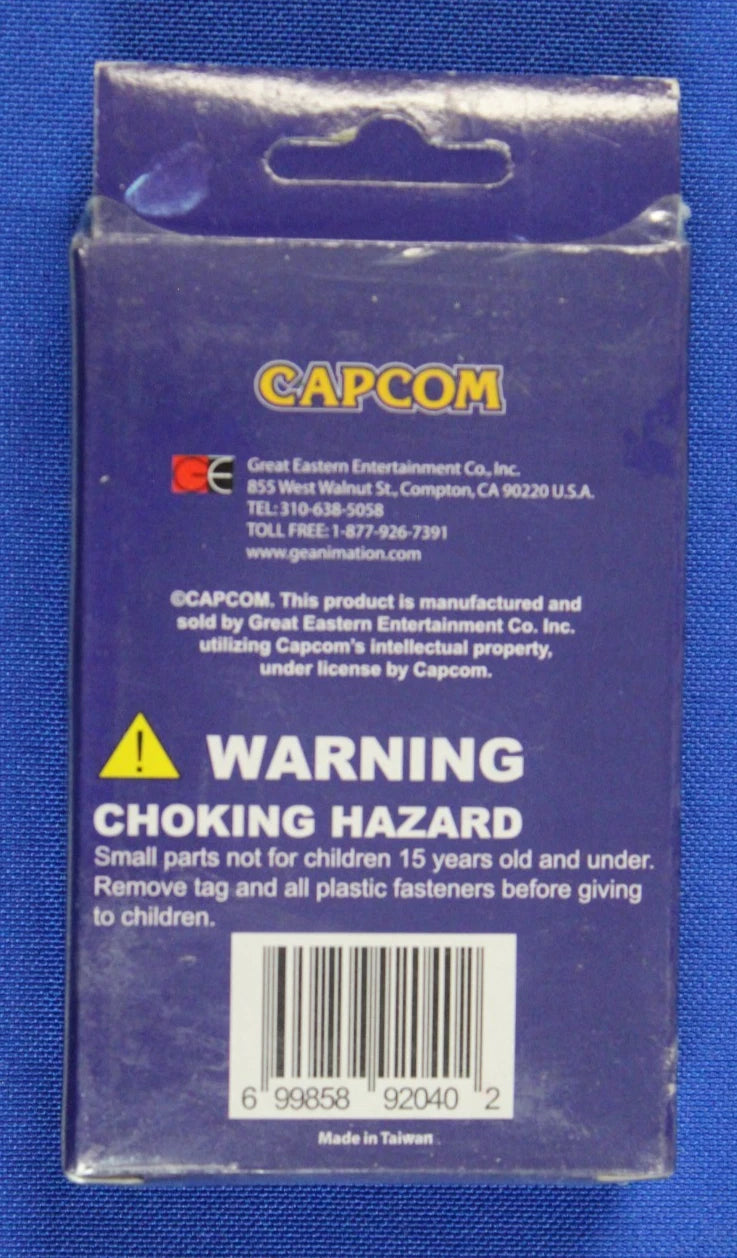 CAPCOM
GE
Great Eastern Entertainment Co., Inc.
855 West Walnut St., Compton, CA 90220 U.S.A.
TEL: 310-638-5058
TOLL FREE: 1-877-926-7391
www.geanimation.com
©CAPCOM. This product is manufactured and
sold by Great Eastern Entertainment Co. Inc.
utilizing Capcom's intellectual property,
under license by Capcom.
! WARNING
CHOKING HAZARD
Small parts not for children 15 years old and under.
Remove tag and all plastic fasteners before giving
to children.
6 99858 92040 2
Made in Taiwan